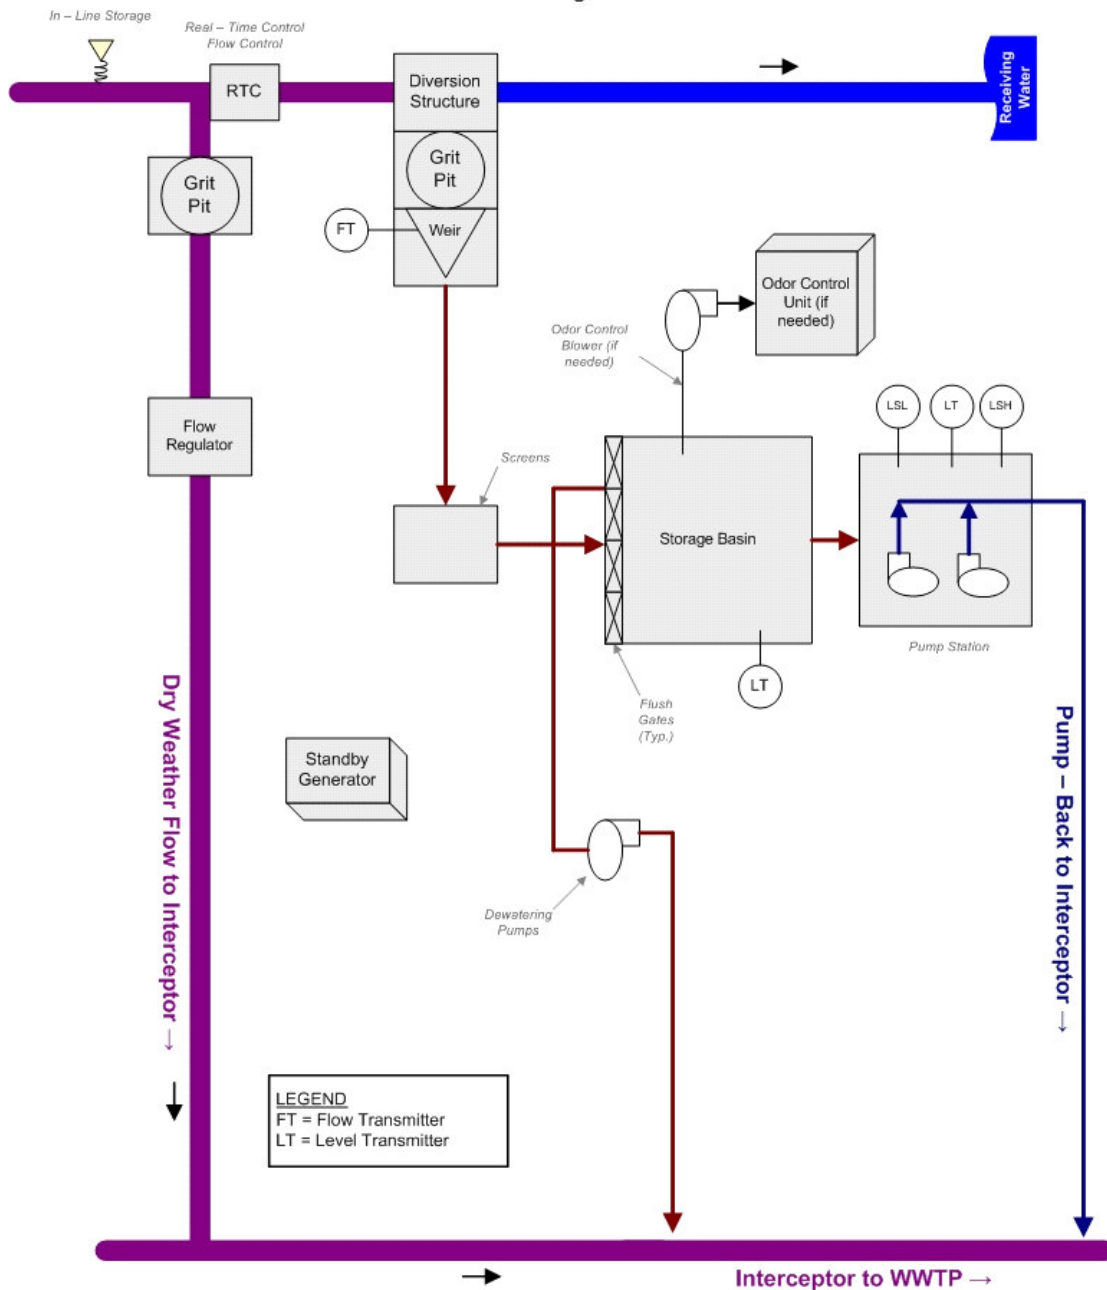 In – Line Storage
Real – Time Control
Flow Control
RTC
Diversion
Structure
Receiving
Water
Grit
Pit
Grit
Pit
FT
Weir
Odor Control
Unit (if
needed)
Odor Control
Blower (if
needed)
LSL
LT
LSH
Flow
Regulator
Screens
Storage Basin
Pump Station
LT
Flush
Gates
(Typ.)
Standby
Generator
Dry Weather Flow to Interceptor →
Pump – Back to Interceptor →
Dewatering
Pumps
LEGEND
FT = Flow Transmitter
LT = Level Transmitter
Interceptor to WWTP →